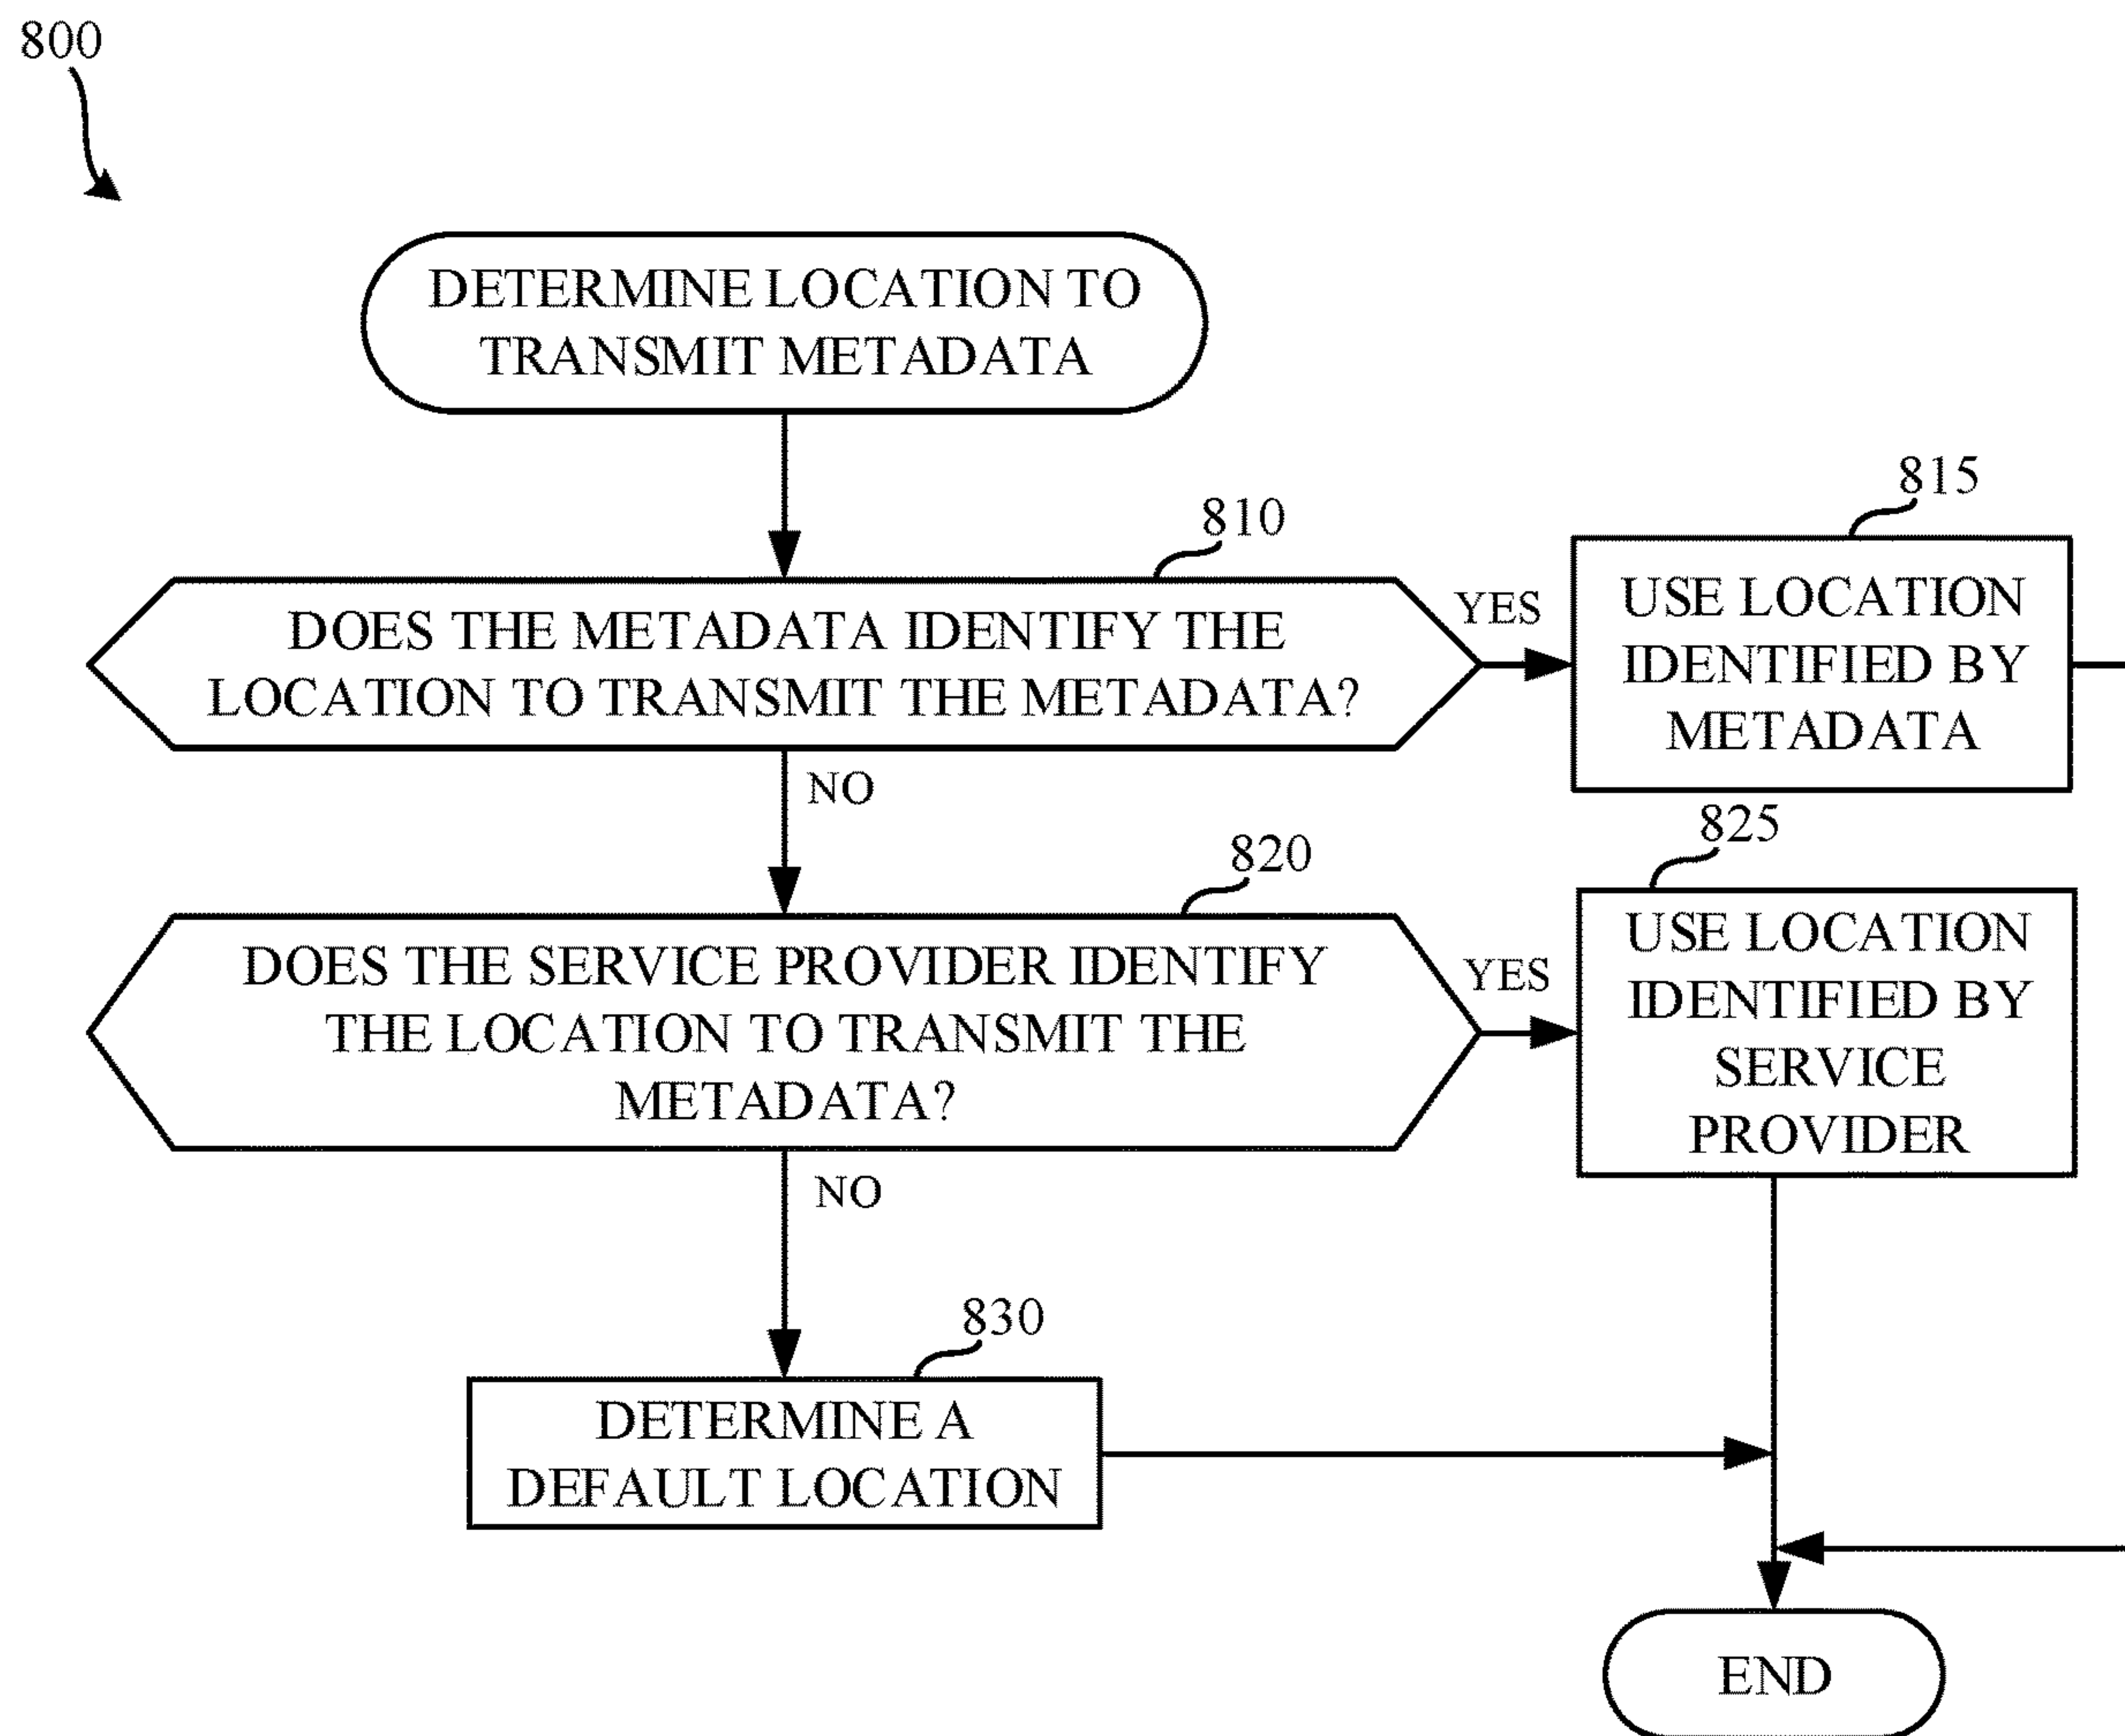 800
DETERMINE LOCATION TO
TRANSMIT METADATA
810
DOES THE METADATA IDENTIFY THE
LOCATION TO TRANSMIT THE METADATA?
YES
815
USE LOCATION
IDENTIFIED BY
METADATA
NO
820
DOES THE SERVICE PROVIDER IDENTIFY
THE LOCATION TO TRANSMIT THE
METADATA?
YES
825
USE LOCATION
IDENTIFIED BY
SERVICE
PROVIDER
NO
830
DETERMINE A
DEFAULT LOCATION
END